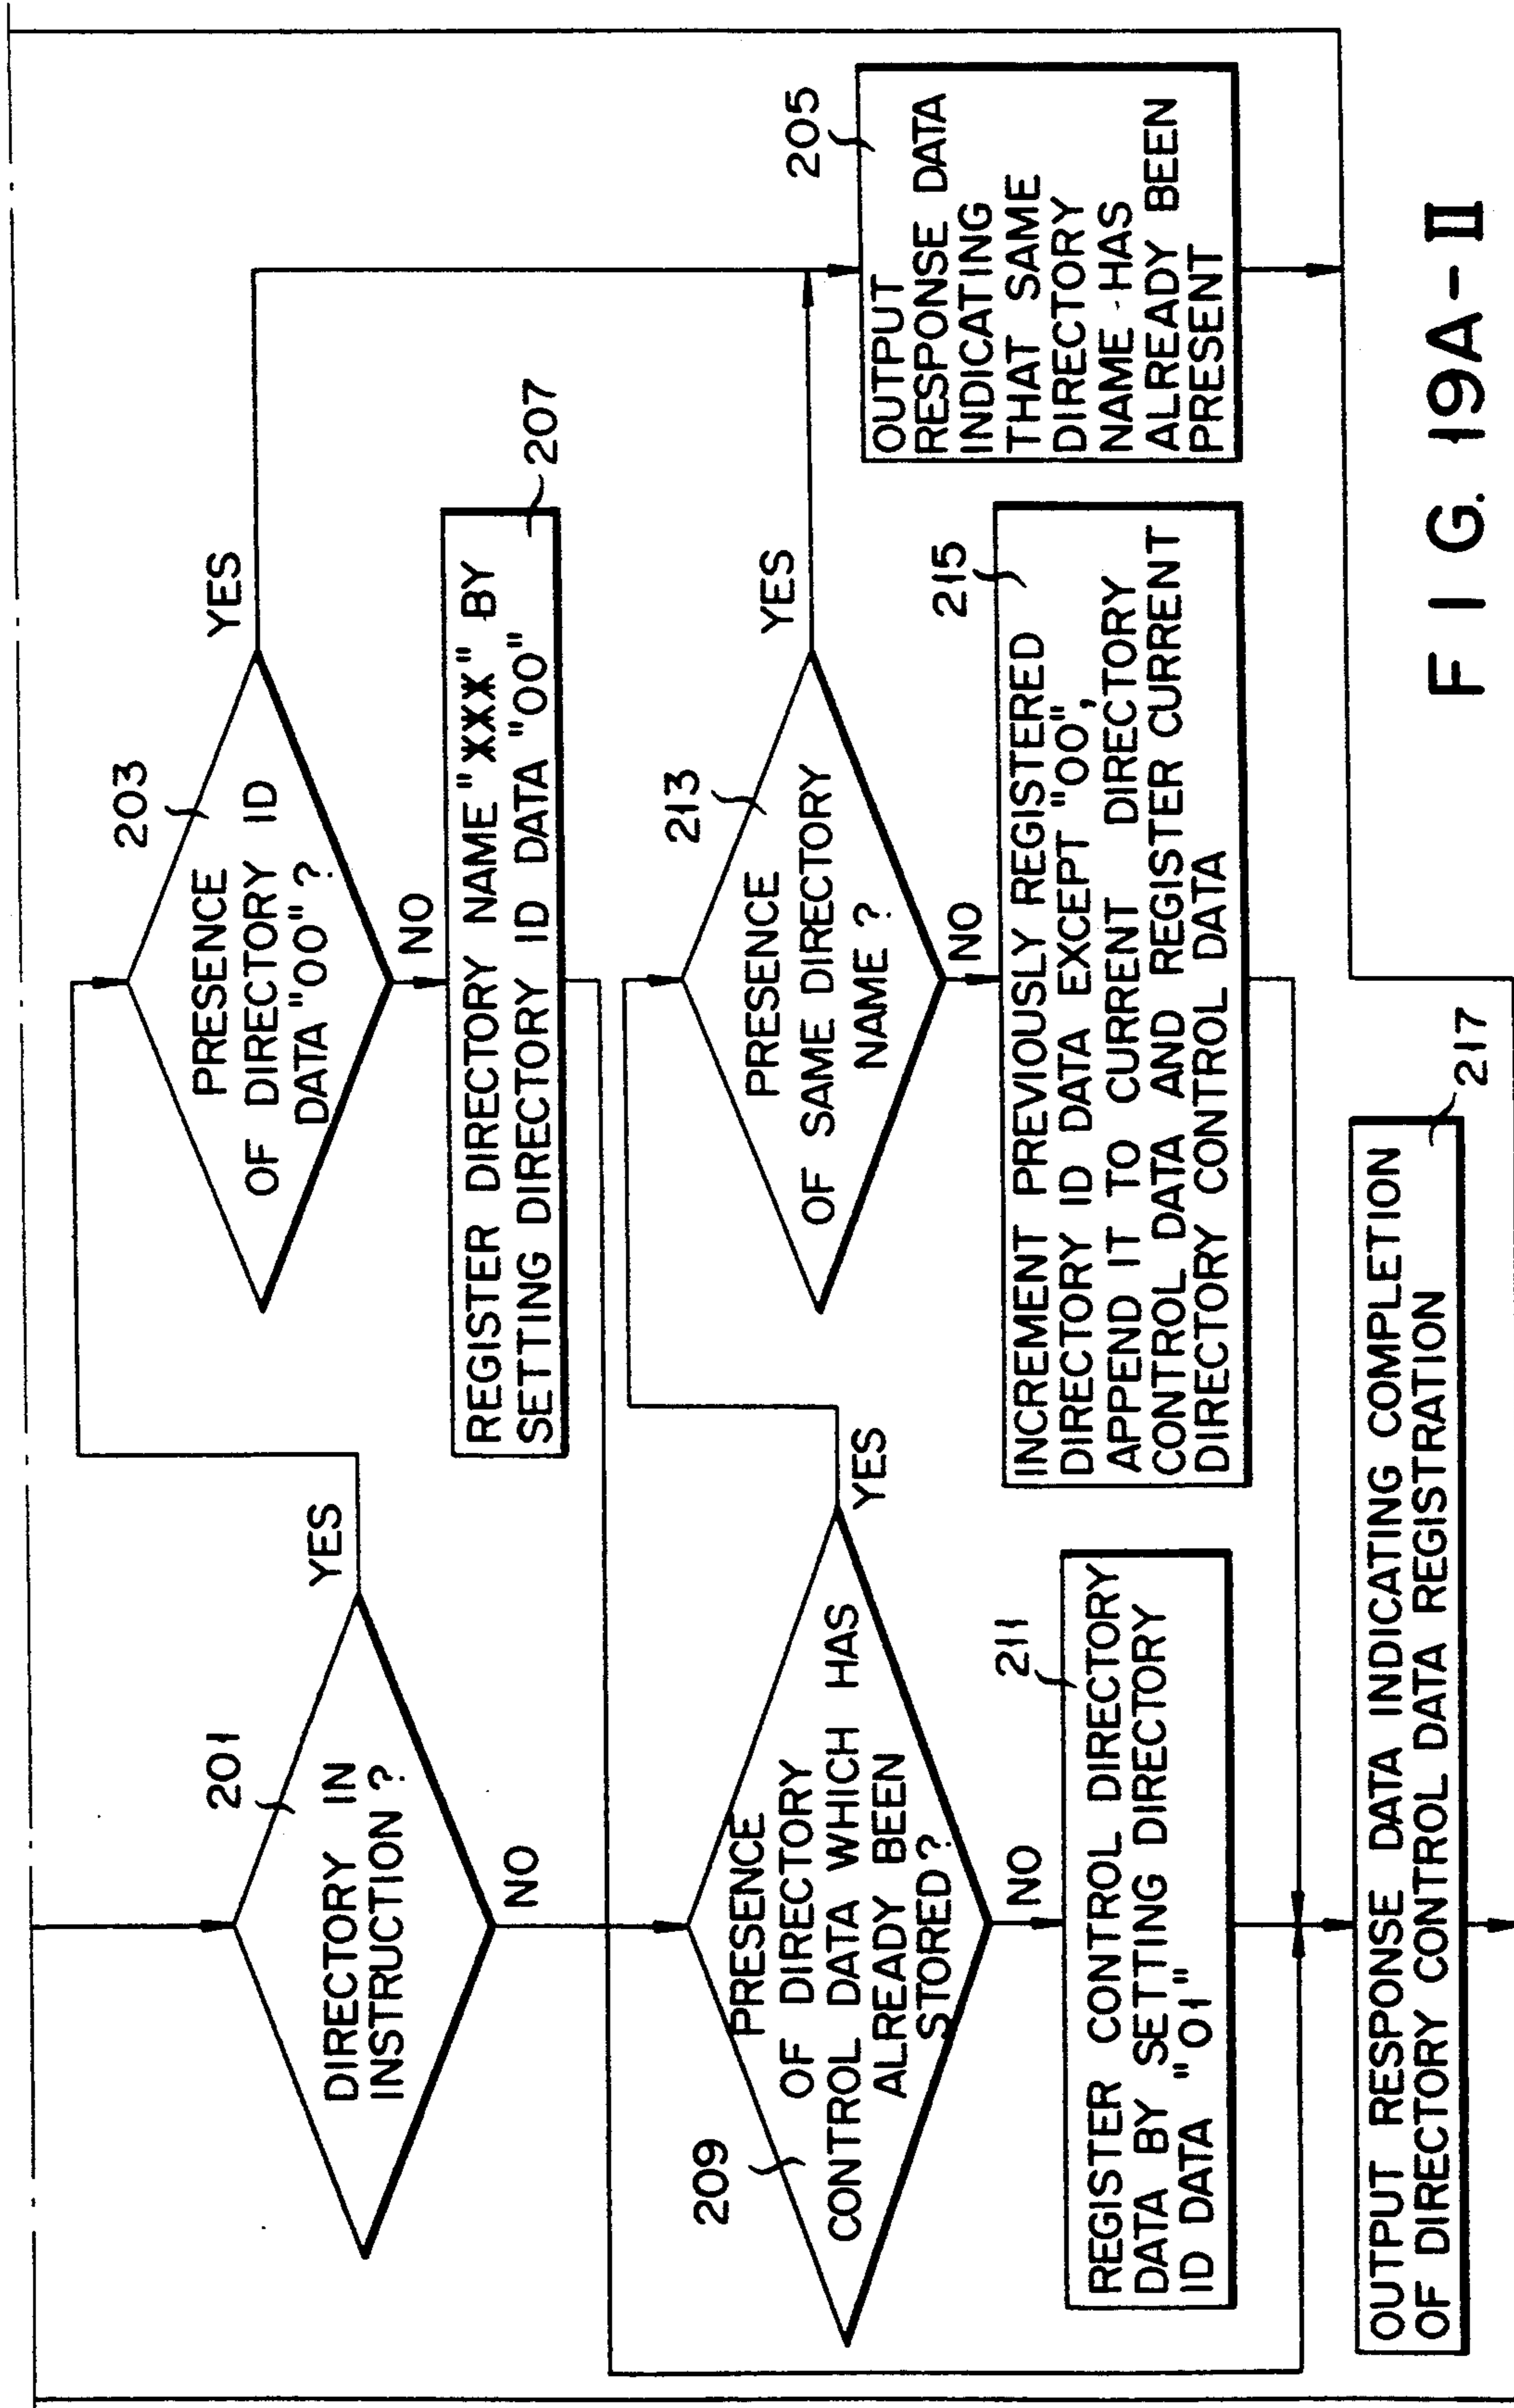 201
DIRECTORY IN
INSTRUCTION ?
YES
NO
203
PRESENCE
OF DIRECTORY ID
DATA "00" ?
YES
NO
207
REGISTER DIRECTORY NAME "XXX" BY
SETTING DIRECTORY ID DATA "00"
209
PRESENCE
OF DIRECTORY
CONTROL DATA WHICH HAS
ALREADY BEEN
STORED?
YES
NO
213
PRESENCE
OF SAME DIRECTORY
NAME ?
YES
NO
205
OUTPUT
RESPONSE DATA
INDICATING
THAT SAME
DIRECTORY
NAME HAS
ALREADY BEEN
PRESENT
211
REGISTER CONTROL DIRECTORY
DATA BY SETTING DIRECTORY
ID DATA "01"
215
INCREMENT PREVIOUSLY REGISTERED
DIRECTORY ID DATA EXCEPT "00",
APPEND IT TO CURRENT DIRECTORY
CONTROL DATA AND REGISTER CURRENT
DIRECTORY CONTROL DATA
217
OUTPUT RESPONSE DATA INDICATING COMPLETION
OF DIRECTORY CONTROL DATA REGISTRATION
FIG. 19A-II